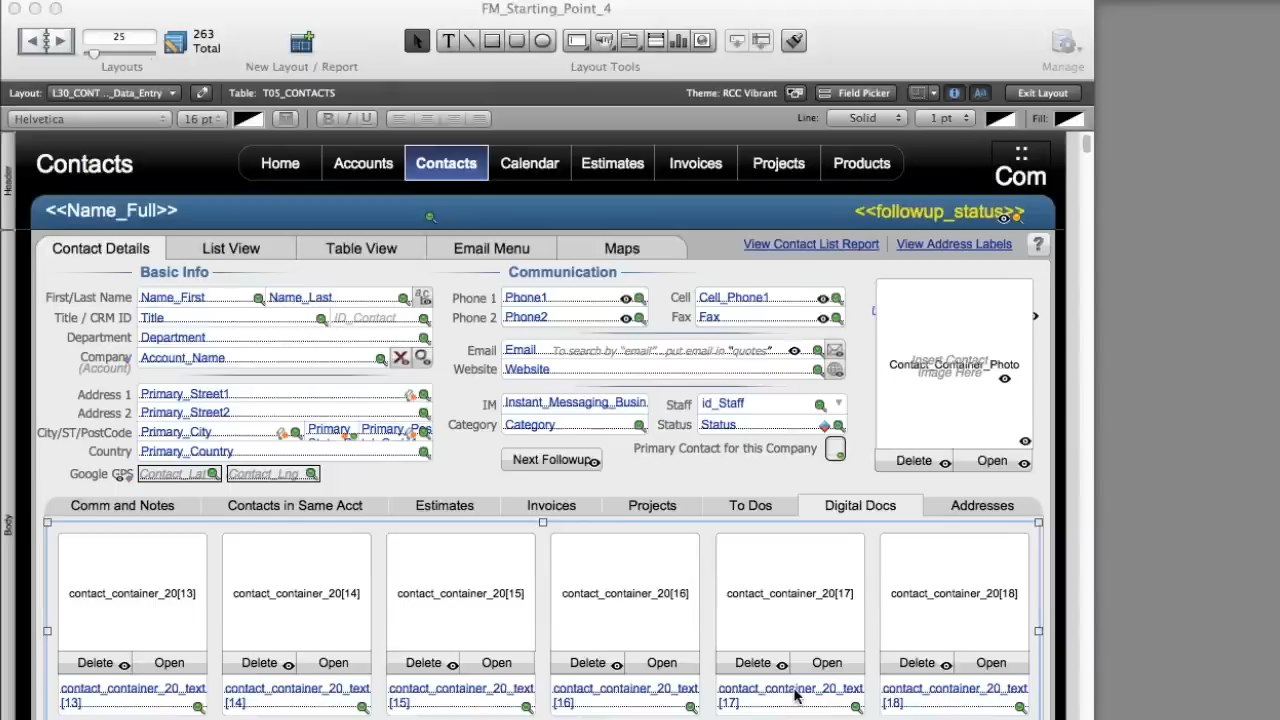 FM_Starting_Point_4
25
263
Total
Layouts
New Layout / Report
Layout Tools
Manage
Layout: L30_CONT ..._Data_Entry
Table: T05_CONTACTS
Theme: RCC Vibrant
Field Picker
Exit Layout
Helvetica
16 pt
B I U
Line: Solid
1 pt
Fill:
Header
Contacts
Home
Accounts
Contacts
Calendar
Estimates
Invoices
Projects
Products
::
Com
<<Name_Full>>
<<followup_status>>
Contact Details
List View
Table View
Email Menu
Maps
View Contact List Report
View Address Labels
?
Basic Info
Communication
First/Last Name
Name_First
Name_Last
Phone 1
Phone1
Cell
Cell_Phone1
Title / CRM ID
Title
ID_Contact
Phone 2
Phone2
Fax
Fax
Department
Department
Company
(Account)
Account_Name
Email
Email
To search by "email"...put email in "quotes"
Website
Website
Contact_Container_Photo
Insert Contact
Image Here
Address 1
Primary_Street1
Address 2
Primary_Street2
IM
Instant_Messaging_Busin
Staff
id_Staff
City/ST/PostCode
Primary_City
Primary_
Primary_Pos
Category
Category
Status
Status
Country
Primary_Country
Primary Contact for this Company
Next Followup
Delete
Open
Google GPS
Contact_Lat
Contact_Lng
Body
Comm and Notes
Contacts in Same Acct
Estimates
Invoices
Projects
To Dos
Digital Docs
Addresses
contact_container_20[13]
contact_container_20[14]
contact_container_20[15]
contact_container_20[16]
contact_container_20[17]
contact_container_20[18]
Delete
Open
Delete
Open
Delete
Open
Delete
Open
Delete
Open
Delete
Open
contact_container_20_text
[13]
contact_container_20_text
[14]
contact_container_20_text
[15]
contact_container_20_text
[16]
contact_container_20_text
[17]
contact_container_20_text
[18]